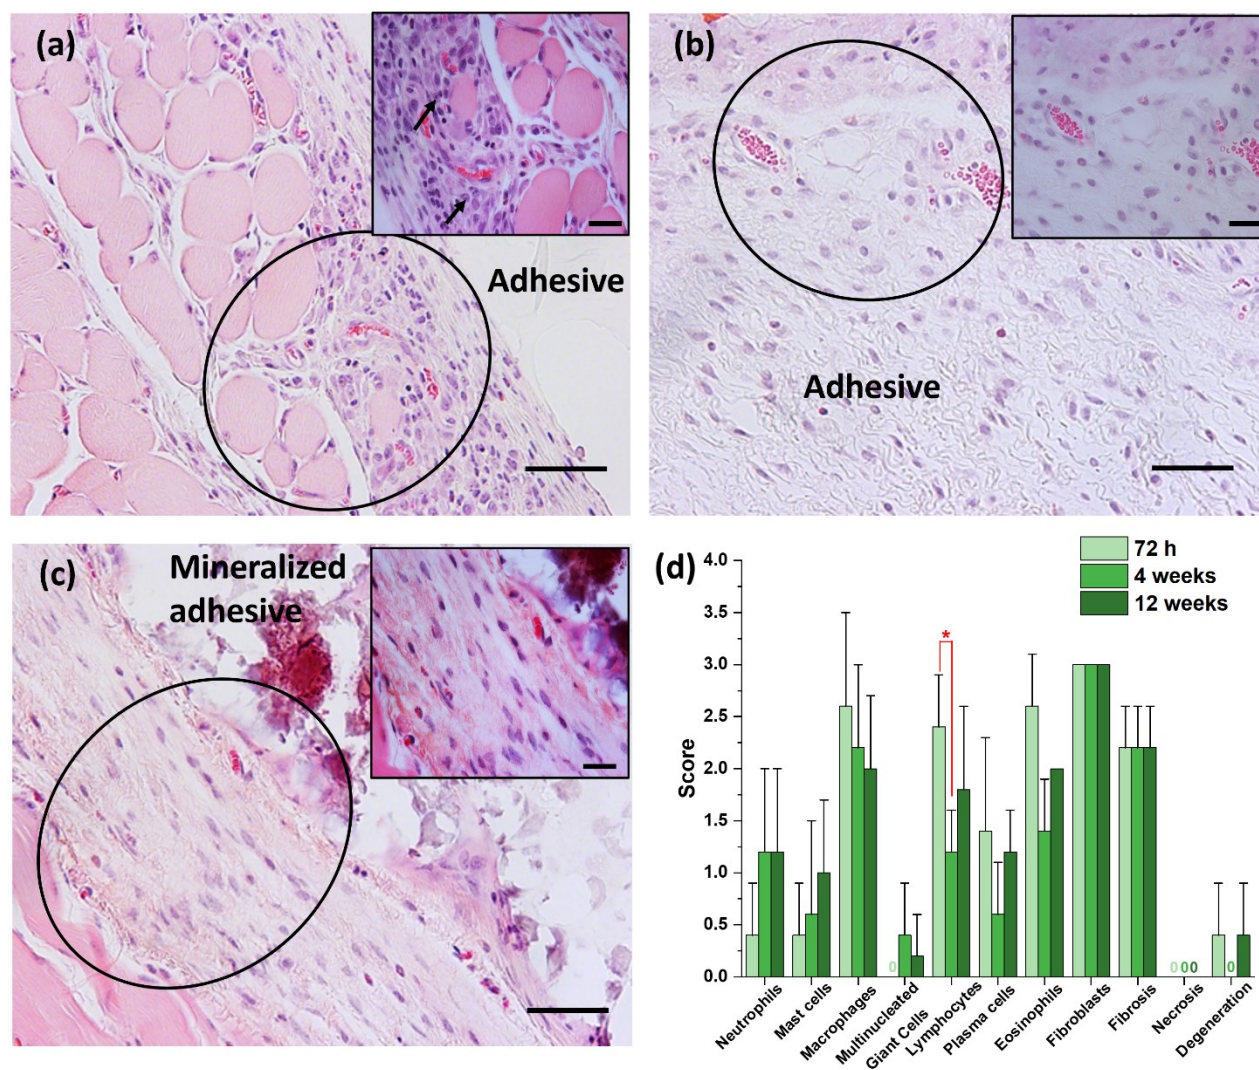 (a)
Adhesive
(b)
Adhesive
(c)
Mineralized
adhesive
(d)
72 h
4 weeks
12 weeks
*
Score
4.0
3.5
3.0
2.5
2.0
1.5
1.0
0.5
0.0
0
0 0 0
0
Neutrophils
Mast cells
Macrophages
Multinucleated
Giant Cells
Lymphocytes
Plasma cells
Eosinophils
Fibroblasts
Fibrosis
Necrosis
Degeneration